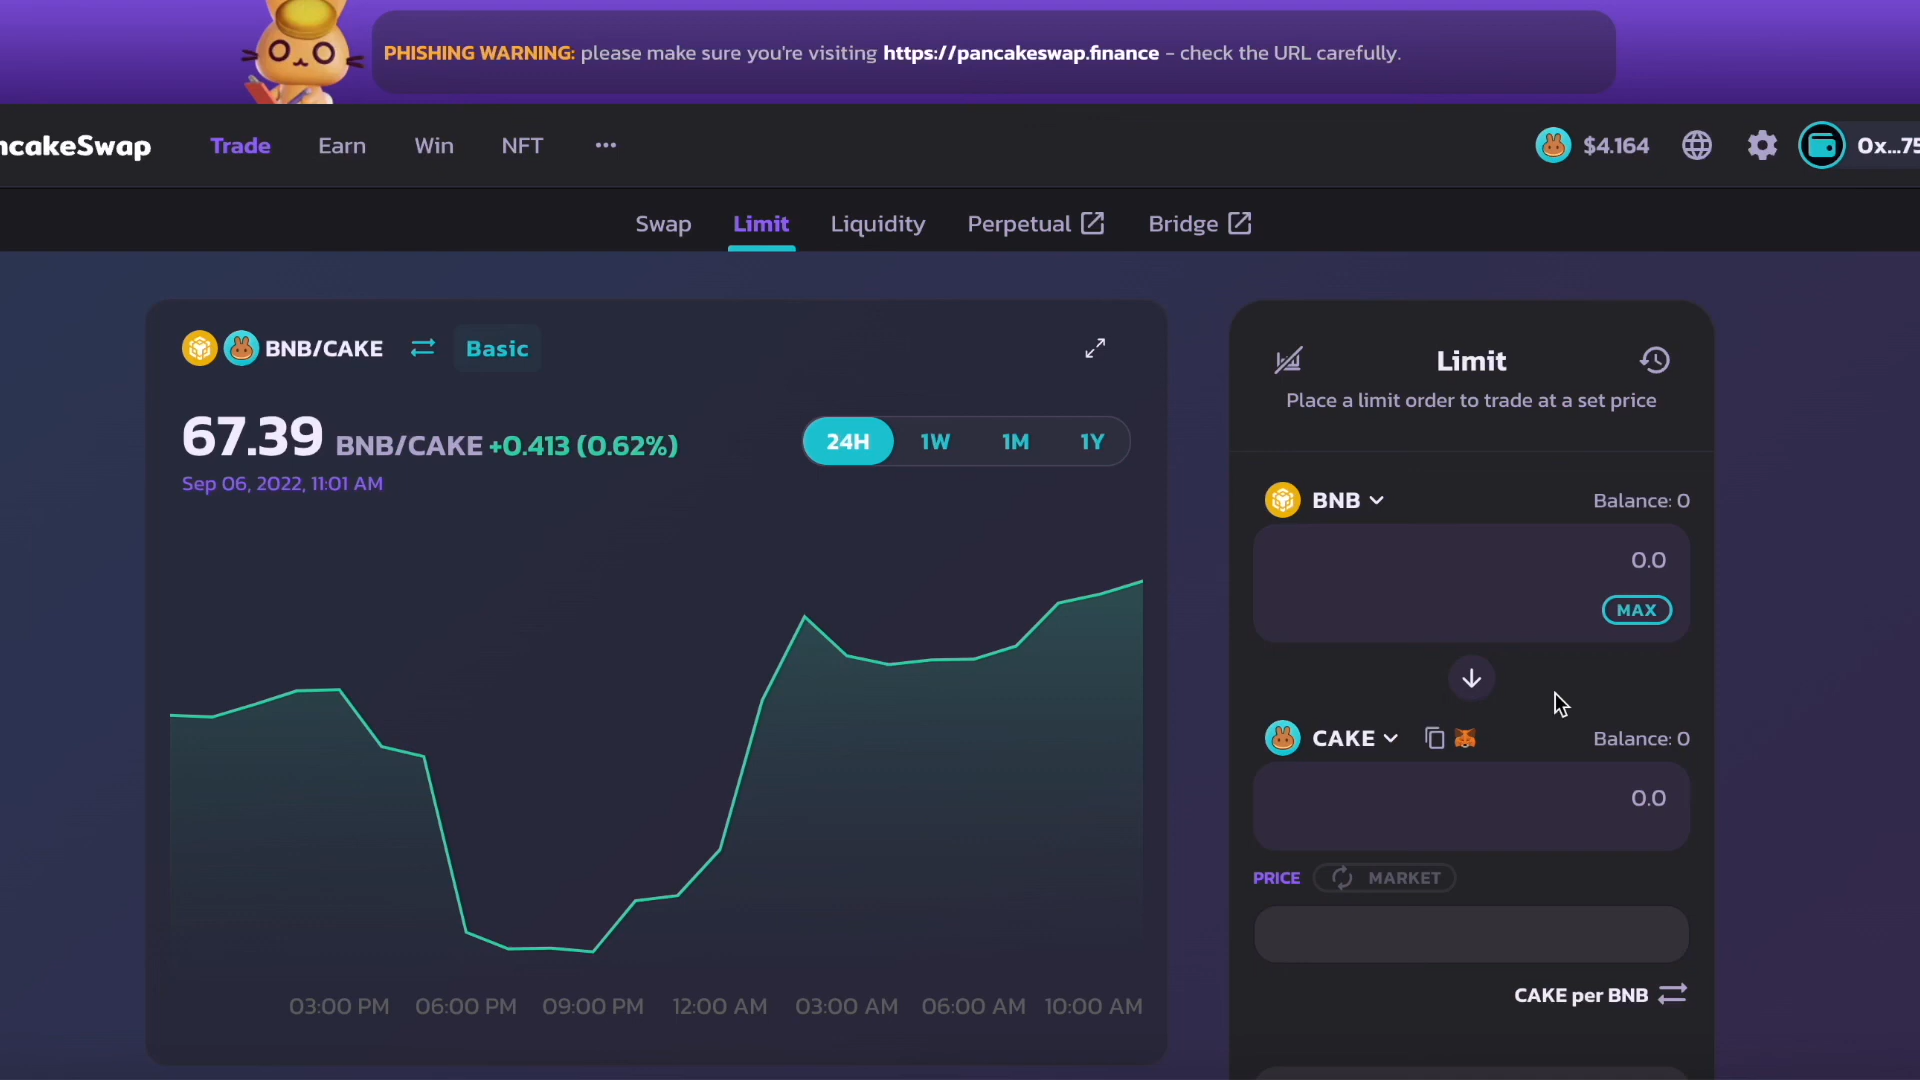 PHISHING WARNING: please make sure you're visiting https://pancakeswap.finance - check the URL carefully.
ncakeSwap Trade Earn Win NFT ... $4.164 0x...75
Swap Limit Liquidity Perpetual Bridge
BNB/CAKE Basic
67.39 BNB/CAKE +0.413 (0.62%)
Sep 06, 2022, 11:01 AM
24H 1W 1M 1Y
03:00 PM 06:00 PM 09:00 PM 12:00 AM 03:00 AM 06:00 AM 10:00 AM
Limit
Place a limit order to trade at a set price
BNB Balance: 0
0.0
MAX
CAKE Balance: 0
0.0
PRICE MARKET
CAKE per BNB